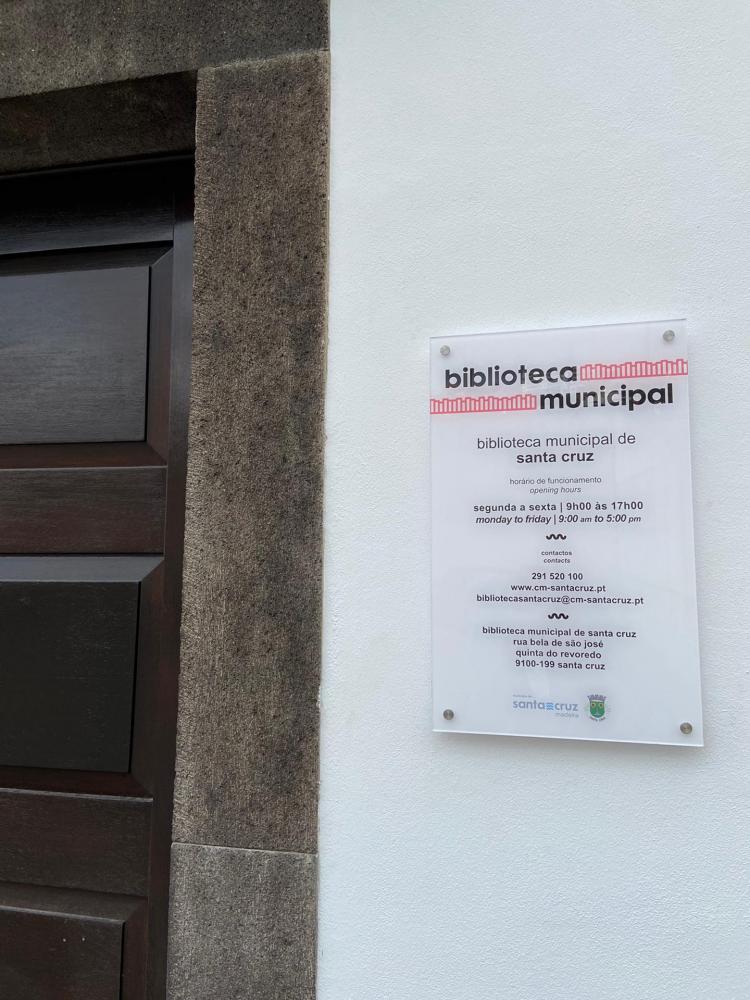 biblioteca
municipal
biblioteca municipal de
santa cruz
horário de funcionamento
opening hours
segunda a sexta | 9h00 às 17h00
monday to friday | 9:00 am to 5:00 pm
contactos
contacts
291 520 100
www.cm-santacruz.pt
bibliotecasantacruz@cm-santacruz.pt
biblioteca municipal de santa cruz
rua bela de são josé
quinta do revoredo
9100-199 santa cruz
município de
santa cruz
madeira